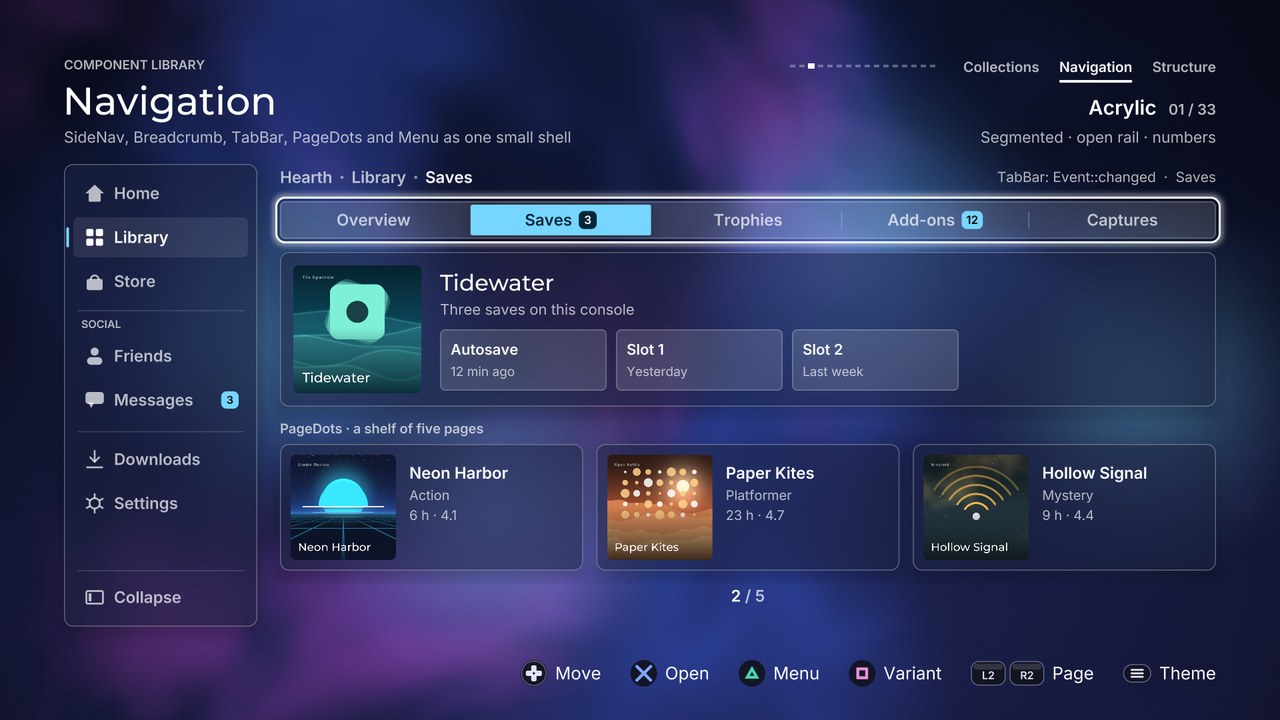 COMPONENT LIBRARY
Navigation
SideNav, Breadcrumb, TabBar, PageDots and Menu as one small shell
Collections Navigation Structure
Acrylic 01 / 33
Segmented · open rail · numbers
Home
Library
Store
SOCIAL
Friends
Messages 3
Downloads
Settings
Collapse
Hearth · Library · Saves
TabBar: Event::changed · Saves
Overview Saves 3 Trophies Add-ons 12 Captures
Tin Sparrow
Tidewater
Tidewater
Three saves on this console
Autosave
12 min ago
Slot 1
Yesterday
Slot 2
Last week
PageDots · a shelf of five pages
Neon Harbor
Neon Harbor
Action
6 h · 4.1
Paper Kites
Paper Kites
Platformer
23 h · 4.7
Hollow Signal
Hollow Signal
Mystery
9 h · 4.4
2 / 5
Move Open Menu Variant L2 R2 Page Theme